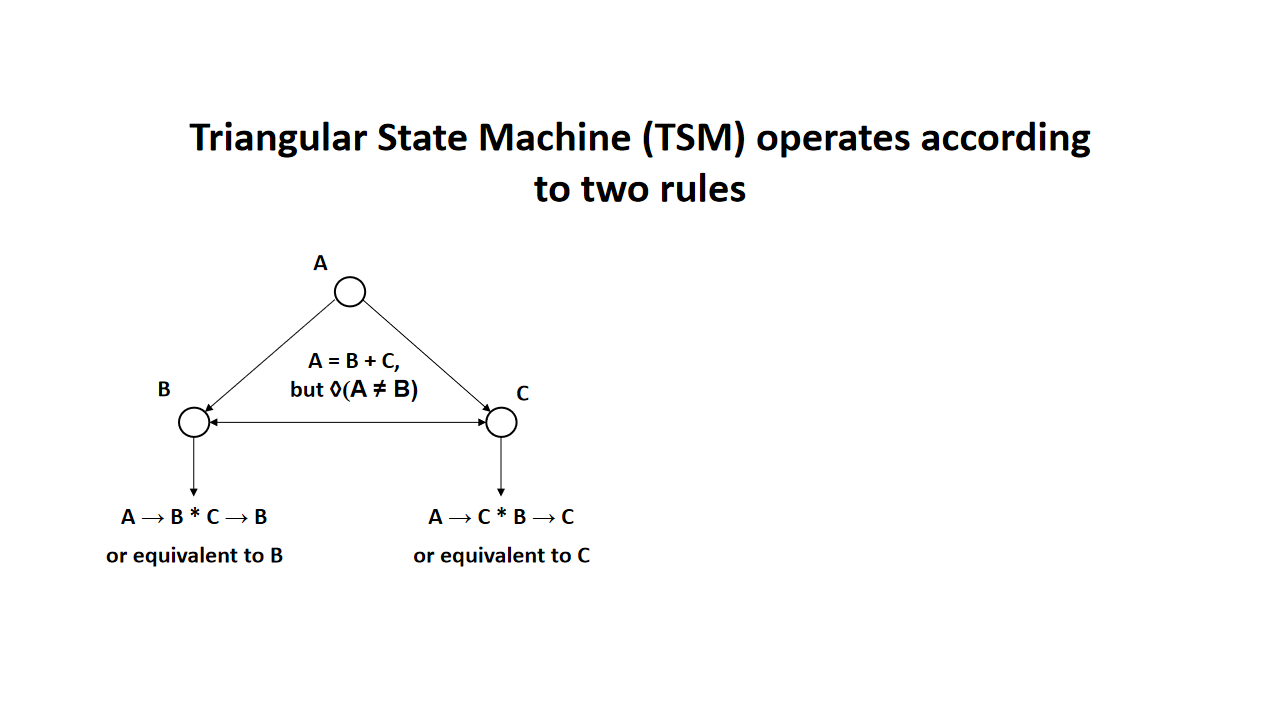 Triangular State Machine (TSM) operates according
to two rules
A
A = B + C,
but ◊(A ≠ B)
B
C
A → B * C → B
or equivalent to B
A → C * B → C
or equivalent to C